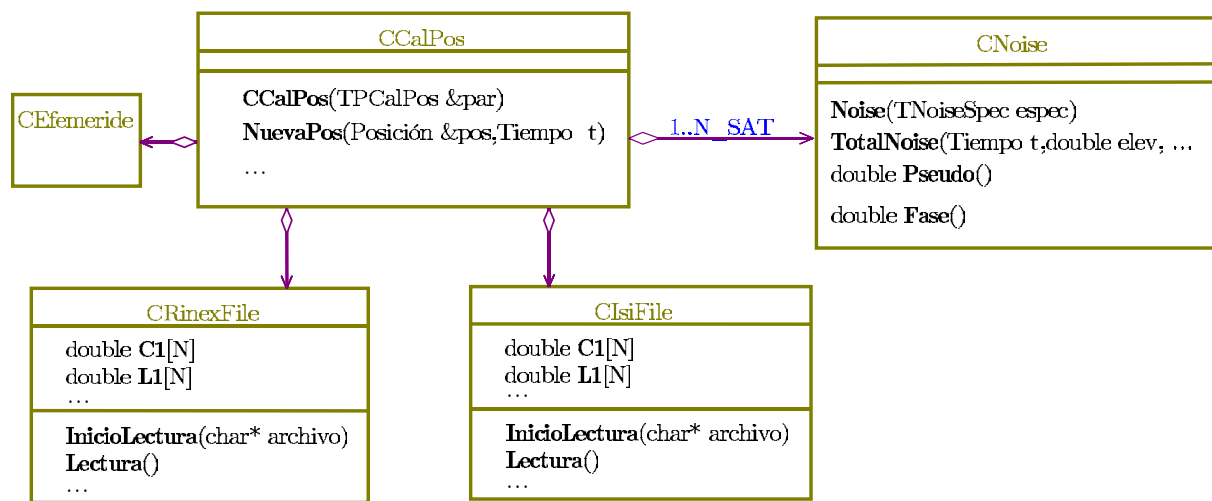 CCalPos
CCalPos(TPCalPos &par)
NuevaPos(Posición &pos,Tiempo t)
...
CEfemeride
1..N_SAT
CNoise
Noise(TNoiseSpec espec)
TotalNoise(Tiempo t,double elev, ...
double Pseudo()
double Fase()
CRinexFile
double C1[N]
double L1[N]
...
InicioLectura(char* archivo)
Lectura()
...
CIsiFile
double C1[N]
double L1[N]
...
InicioLectura(char* archivo)
Lectura()
...